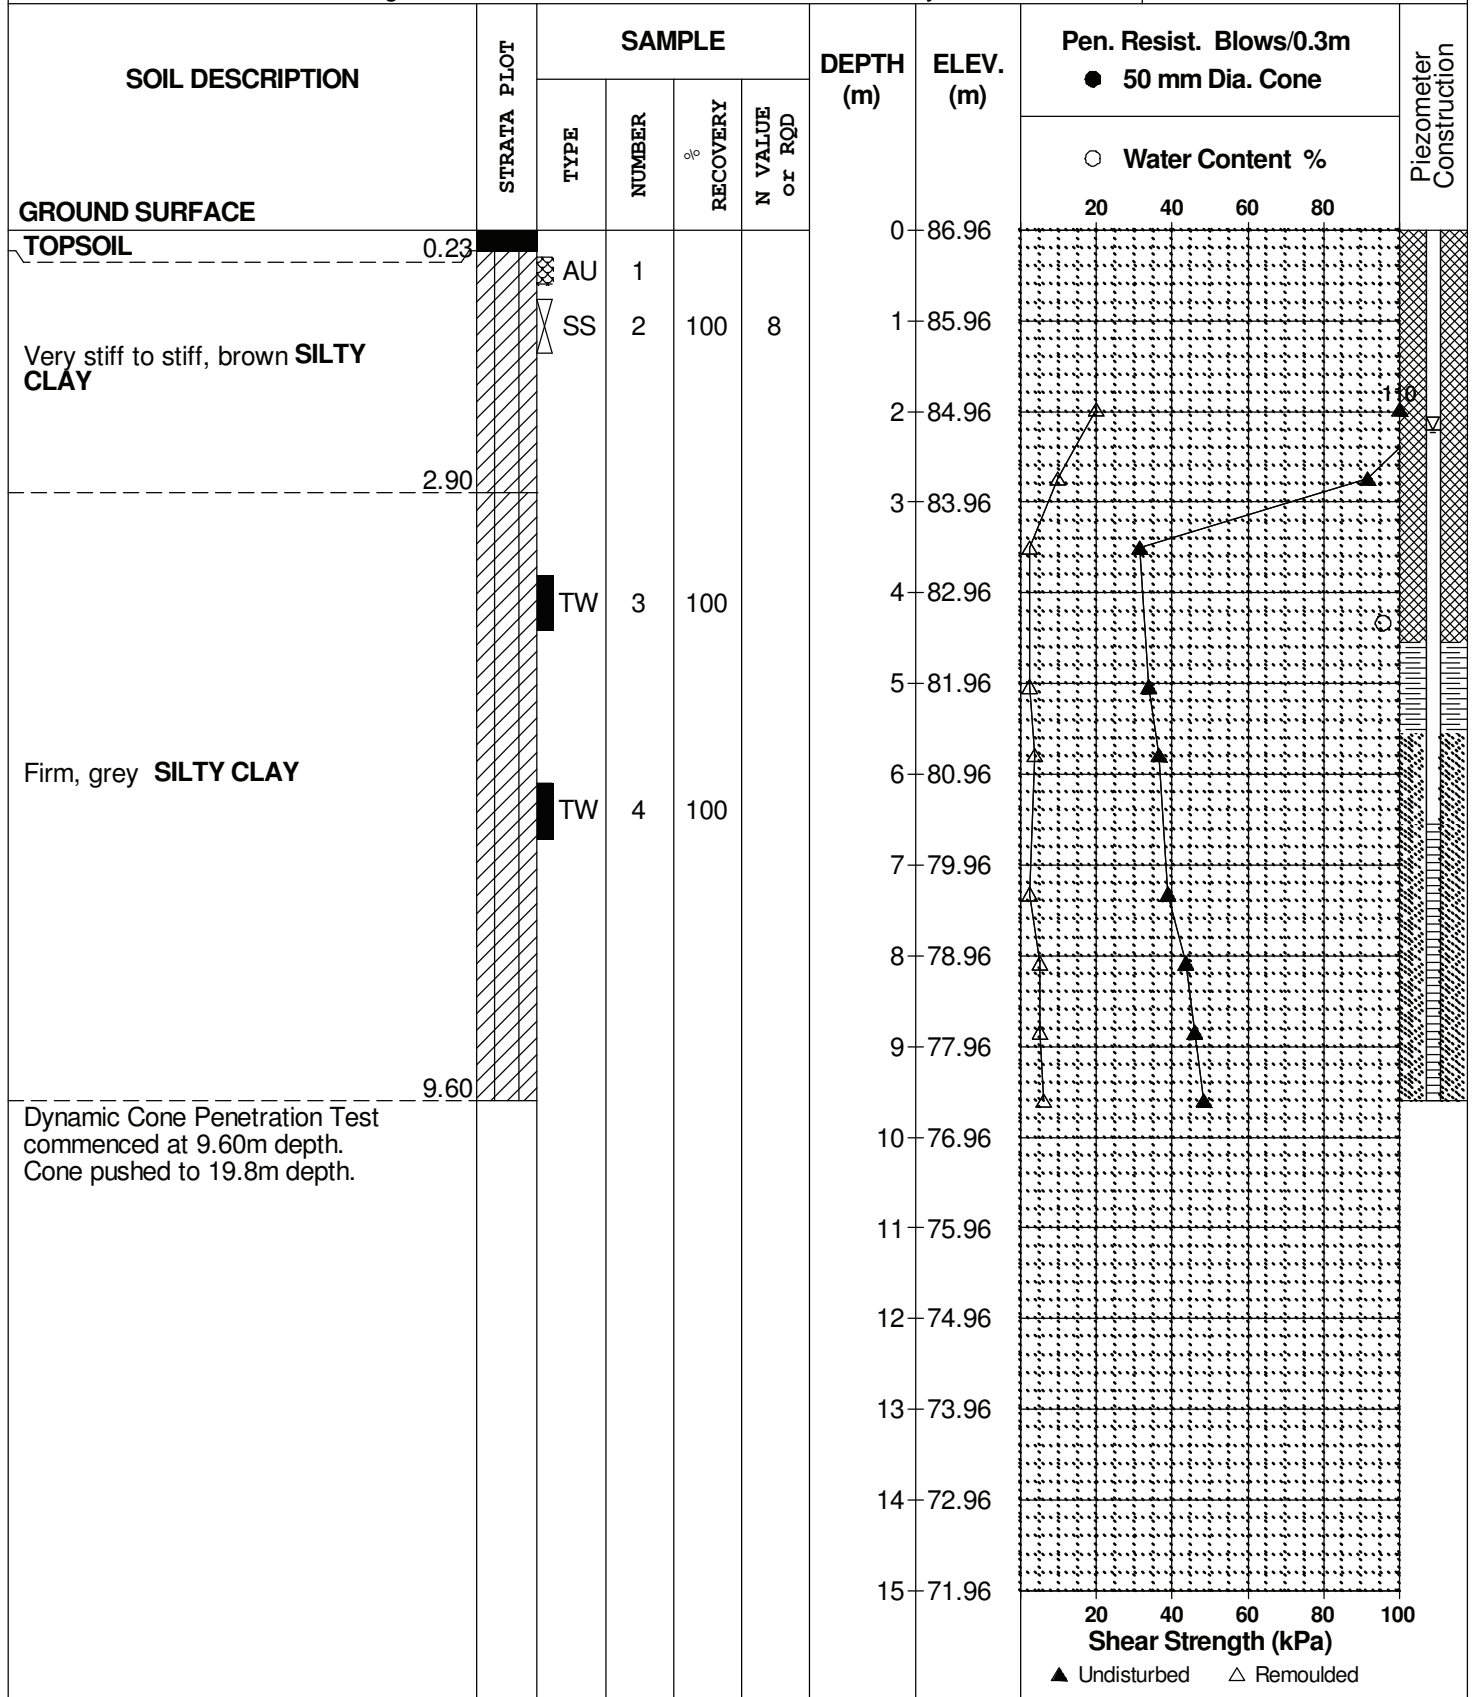 SOIL DESCRIPTION
STRATA PLOT
SAMPLE
TYPE
NUMBER
% RECOVERY
N VALUE or RQD
DEPTH (m)
ELEV. (m)
Pen. Resist. Blows/0.3m
● 50 mm Dia. Cone
○ Water Content %
Piezometer Construction
GROUND SURFACE
20 40 60 80
0 86.96
TOPSOIL 0.23
AU 1
SS 2 100 8
1 85.96
Very stiff to stiff, brown SILTY
CLAY
110
2 84.96
2.90
3 83.96
TW 3 100
4 82.96
5 81.96
Firm, grey SILTY CLAY
6 80.96
TW 4 100
7 79.96
8 78.96
9 77.96
9.60
Dynamic Cone Penetration Test
commenced at 9.60m depth.
Cone pushed to 19.8m depth.
10 76.96
11 75.96
12 74.96
13 73.96
14 72.96
15 71.96
20 40 60 80 100
Shear Strength (kPa)
▲ Undisturbed △ Remoulded